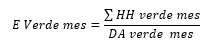 E Verde mes = ∑ HH verde mes / DA verde mes